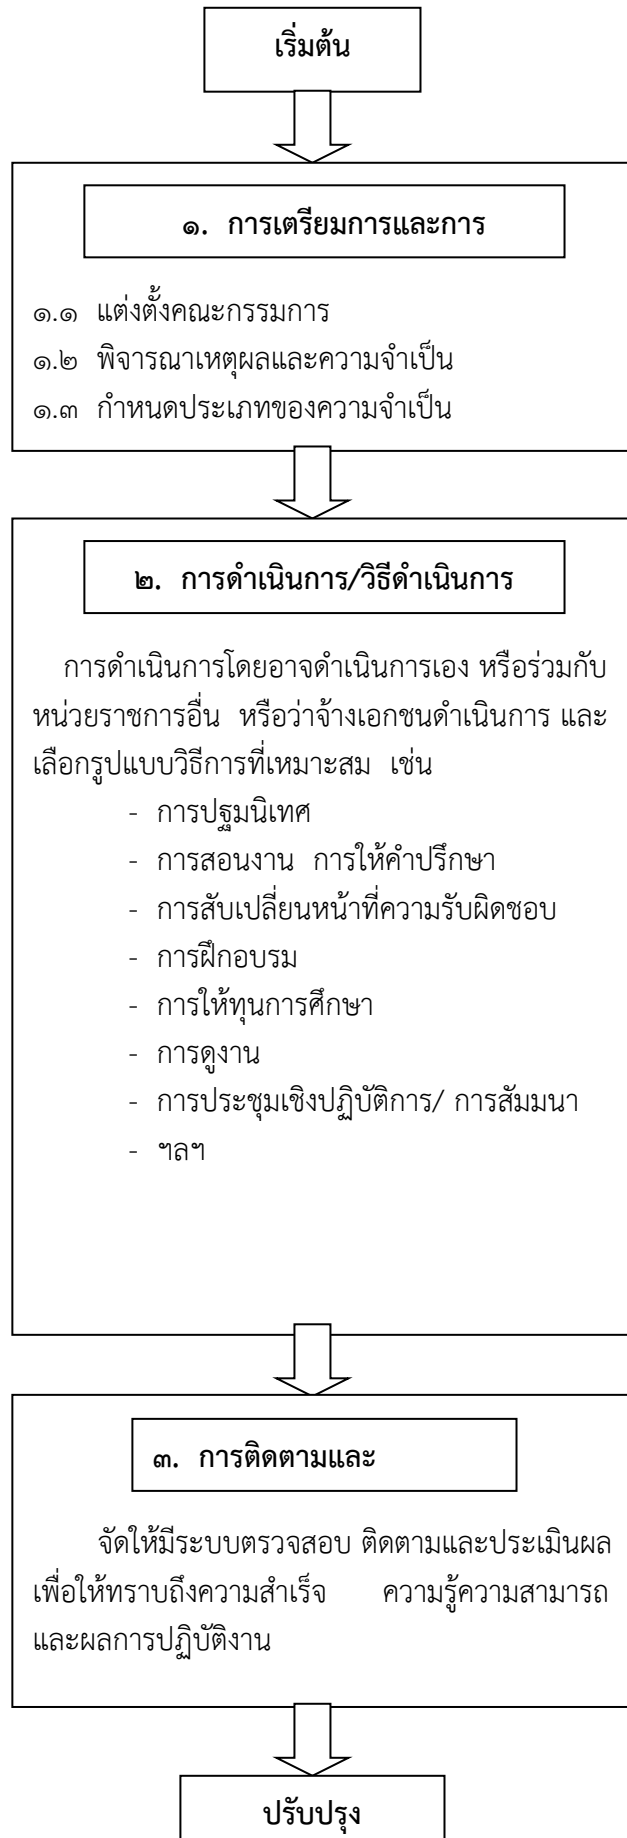 เริ่มต้น
๑. การเตรียมการและการ
๑.๑ แต่งตั้งคณะกรรมการ
๑.๒ พิจารณาเหตุผลและความจำเป็น
๑.๓ กำหนดประเภทของความจำเป็น
๒. การดำเนินการ/วิธีดำเนินการ
การดำเนินการโดยอาจดำเนินการเอง หรือร่วมกับ
หน่วยราชการอื่น หรือว่าจ้างเอกชนดำเนินการ และ
เลือกรูปแบบวิธีการที่เหมาะสม เช่น
- การปฐมนิเทศ
- การสอนงาน การให้คำปรึกษา
- การสับเปลี่ยนหน้าที่ความรับผิดชอบ
- การฝึกอบรม
- การให้ทุนการศึกษา
- การดูงาน
- การประชุมเชิงปฏิบัติการ/ การสัมมนา
- ฯลฯ
๓. การติดตามและ
จัดให้มีระบบตรวจสอบ ติดตามและประเมินผล
เพื่อให้ทราบถึงความสำเร็จ ความรู้ความสามารถ
และผลการปฏิบัติงาน
ปรับปรุง